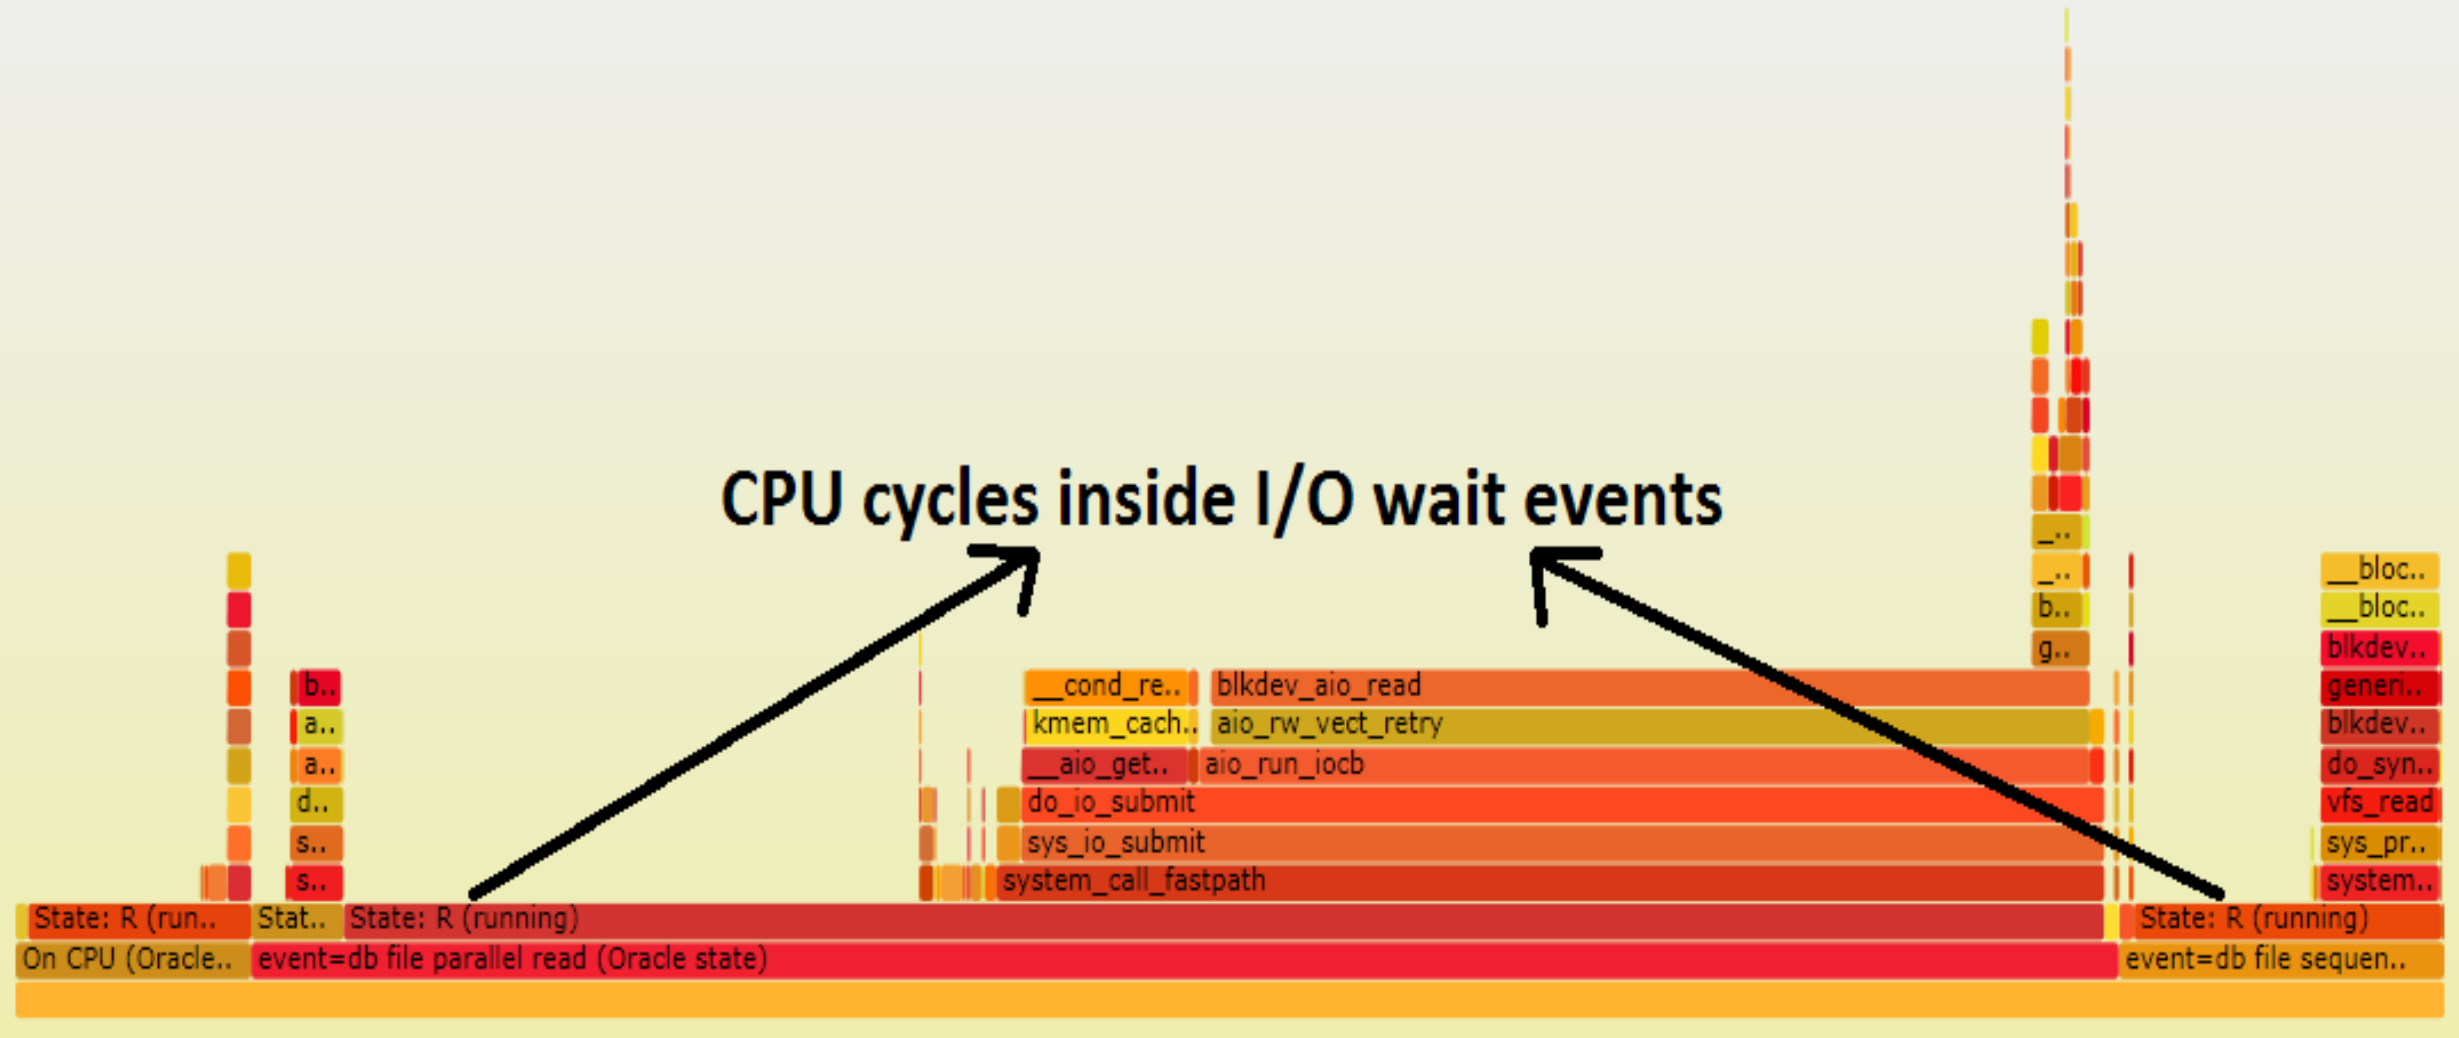 CPU cycles inside I/O wait events
_..
_..
b..
g..
__bloc..
__bloc..
b.. __cond_re.. blkdev_aio_read blkdev..
generi..
a.. kmem_cach.. aio_rw_vect_retry blkdev..
a.. __aio_get.. aio_run_iocb do_syn..
d.. do_io_submit vfs_read
s.. sys_io_submit sys_pr..
s.. system_call_fastpath system..
State: R (run.. Stat.. State: R (running) State: R (running)
On CPU (Oracle.. event=db file parallel read (Oracle state) event=db file sequen..